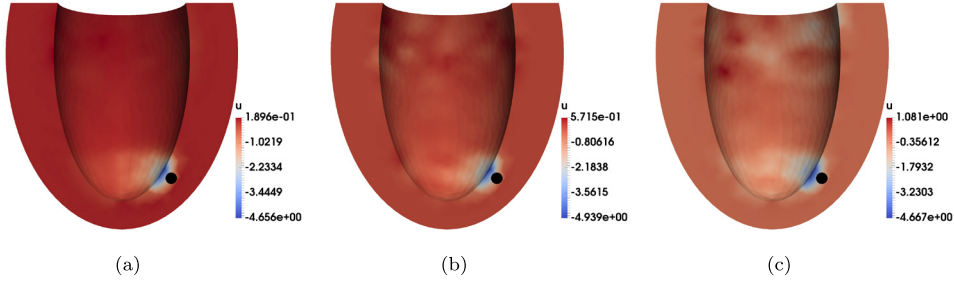 u
1.896e-01
-1.0219
-2.2334
-3.4449
-4.656e+00
u
5.715e-01
-0.80616
-2.1838
-3.5615
-4.939e+00
u
1.081e+00
-0.35612
-1.7932
-3.2303
-4.667e+00
(a)
(b)
(c)